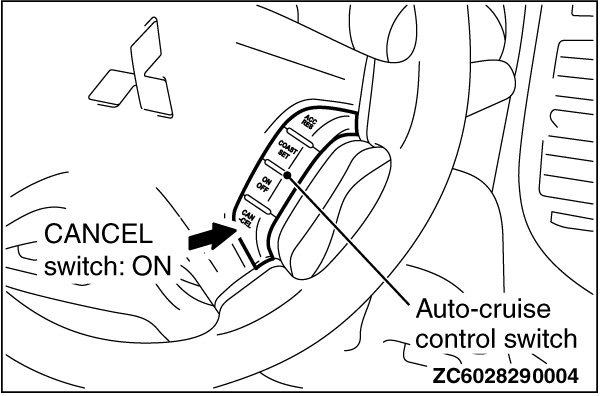 ACC
RES
COAST
SET
ON
OFF
CAN
-CEL
CANCEL
switch: ON
Auto-cruise
control switch
ZC6028290004